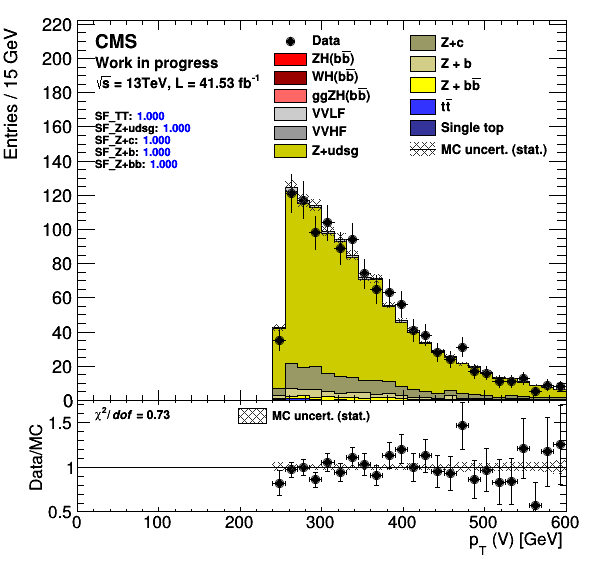 CMS
Work in progress
√s = 13TeV, L = 41.53 fb⁻¹
SF_TT: 1.000
SF_Z+udsg: 1.000
SF_Z+c: 1.000
SF_Z+b: 1.000
SF_Z+bb: 1.000
Data
ZH(bb̅)
WH(bb̅)
ggZH(bb̅)
VVLF
VVHF
Z+udsg
Z+c
Z + b
Z + bb̅
tt̅
Single top
MC uncert. (stat.)
Entries / 15 GeV
220
200
180
160
140
120
100
80
60
40
20
0
χ²/dof = 0.73
MC uncert. (stat.)
Data/MC
1.5
1
0.5
0 100 200 300 400 500 600
p_T (V) [GeV]